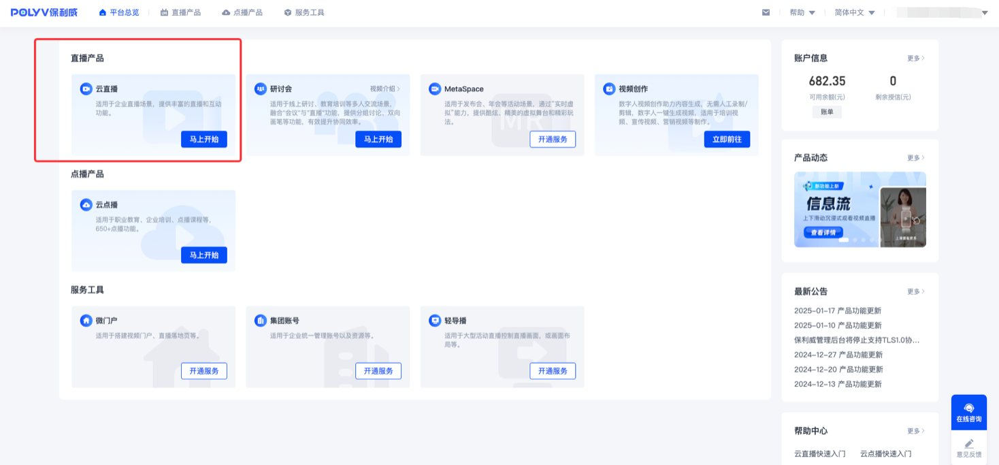 POLYV保利威
平台总览
直播产品
点播产品
服务工具
帮助
简体中文
直播产品
云直播
适用于企业直播场景，提供丰富的直播和互动
功能。
马上开始
研讨会
视频介绍
适用于线上研讨、教育培训等多人交流场景，
融合"会议"与"直播"功能，提供分组讨论、双向
画笔等功能，有效提升协同效率。
马上开始
MetaSpace
适用于发布会、年会等活动场景，通过"实时虚
拟"能力，提供酷炫、精美的虚拟舞台和精彩玩
法。
MR
开通服务
视频创作
数字人视频创作助力内容生成，无需人工录制/
剪辑，数字人一键生成视频，适用于培训视
频、宣传视频、营销视频等制作。
立即前往
点播产品
云点播
适用于职业教育、企业培训、点播课程等，
650+点播功能。
马上开始
服务工具
微门户
适用于搭建视频门户、直播落地页等。
开通服务
集团账号
适用于企业统一管理账号以及资源等。
开通服务
轻导播
适用于大型活动直播控制直播画面，或画面布
局等。
开通服务
账户信息
更多
682.35
0
可用余额(元)
剩余授信(元)
账单
产品动态
更多
新功能上新
信息流
上下滑动沉浸式观看视频直播
查看详情
最新公告
更多
2025-01-17 产品功能更新
2025-01-10 产品功能更新
保利威管理后台将停止支持TLS1.0协...
2024-12-27 产品功能更新
2024-12-20 产品功能更新
2024-12-13 产品功能更新
帮助中心
更多
云直播快速入门
云点播快速入门
在线咨询
意见反馈